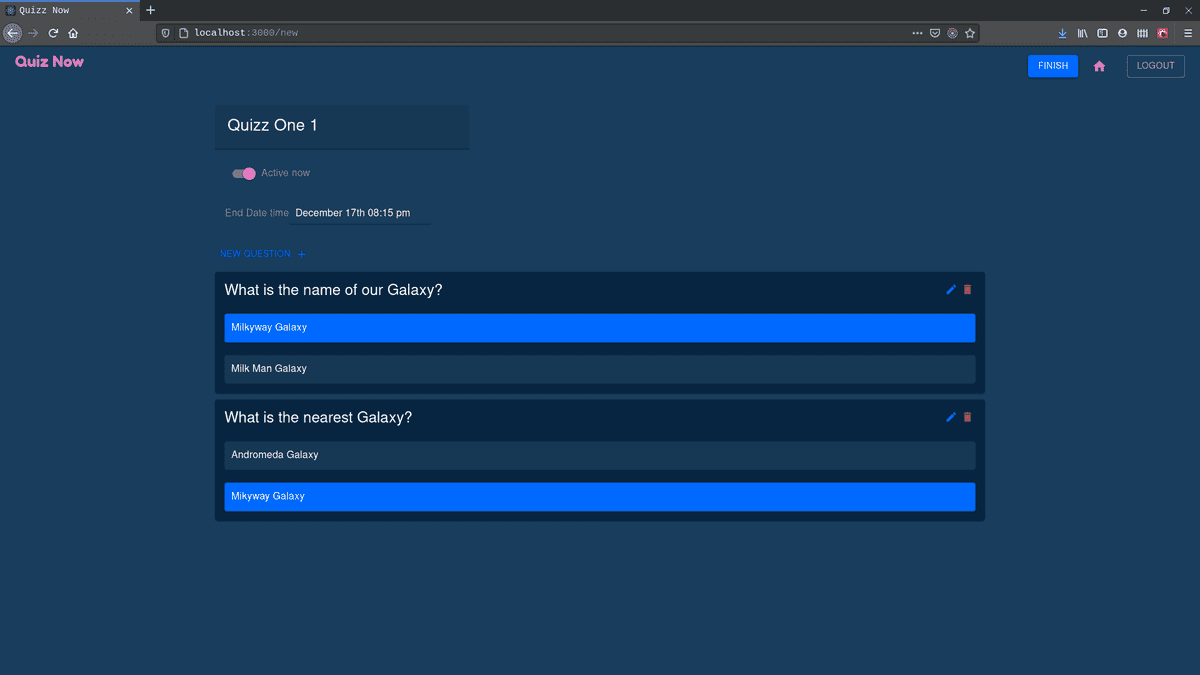 Quizz Now
localhost:3000/new
Quiz Now
FINISH
LOGOUT
Quizz One 1
Active now
End Date time December 17th 08:15 pm
NEW QUESTION +
What is the name of our Galaxy?
Milkyway Galaxy
Milk Man Galaxy
What is the nearest Galaxy?
Andromeda Galaxy
Mikyway Galaxy